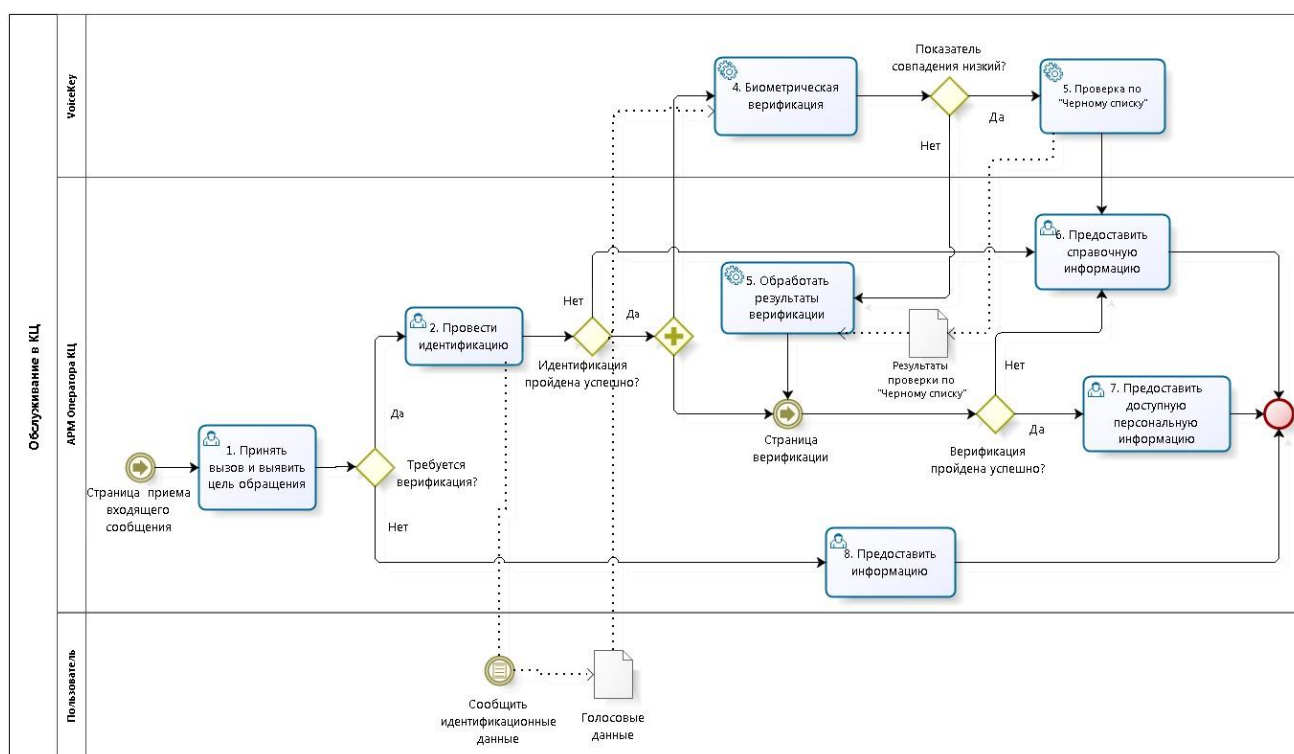 Обслуживание в КЦ
VoiceKey
Показатель
совпадения низкий?
4. Биометрическая
верификация
Да
Нет
5. Проверка по
"Черному списку"
АРМ Оператора КЦ
6. Предоставить
справочную
информацию
5. Обработать
результаты
верификации
Нет
Да
2. Провести
идентификацию
Идентификация
пройдена успешно?
Результаты
проверки по
"Черному списку"
Нет
7. Предоставить
доступную
персональную
информацию
Да
Да
Страница
верификации
Верификация
пройдена успешно?
1. Принять
вызов и выявить
цель обращения
Требуется
верификация?
Страница приема
входящего
сообщения
Нет
8. Предоставить
информацию
Пользователь
Сообщить
идентификационные
данные
Голосовые
данные